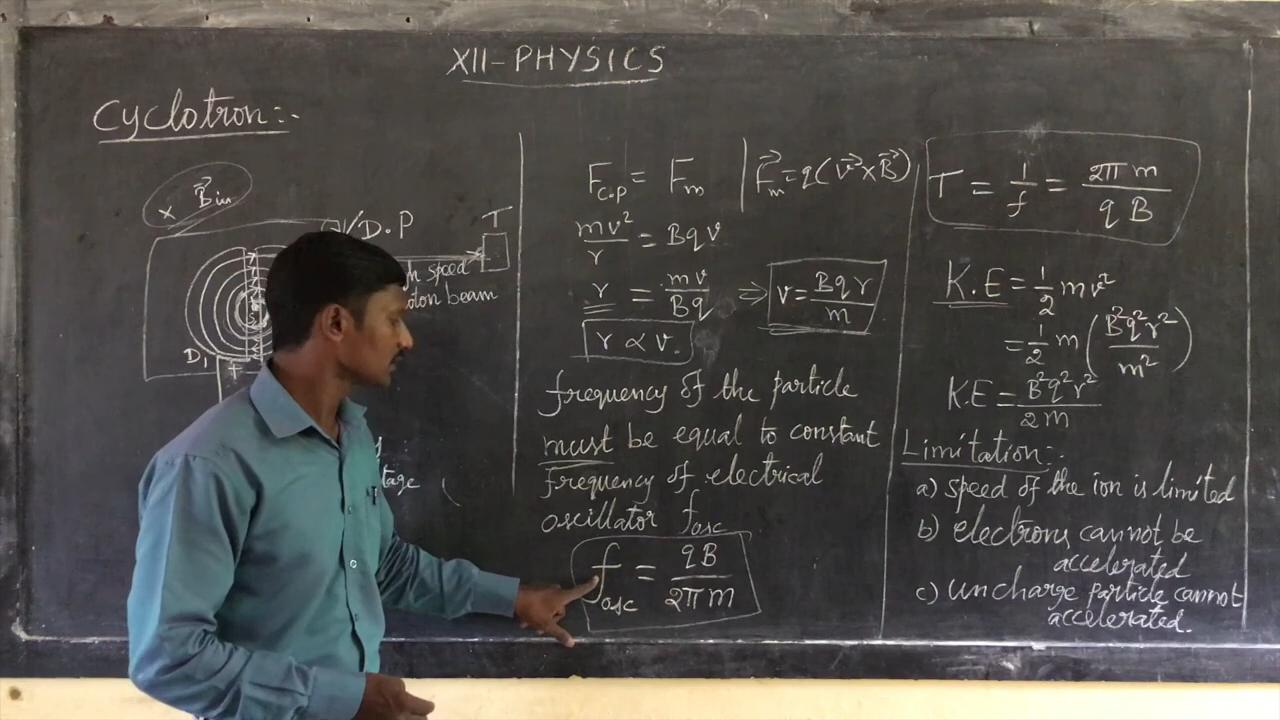 XII-PHYSICS
Cyclotron:-
x B⃗in
D.P
T
speed
beam
D₁
+
F_C.P = F_m | F⃗_m = q(v⃗ x B⃗)
mv²/r = Bqv
r = mv/Bq ⇒ v = Bqr/m
r ∝ v.
frequency of the particle
must be equal to constant
frequency of electrical
oscillator f_osc
f_osc = qB/2πm
T = 1/f = 2πm/qB
K.E = 1/2 mv²
= 1/2 m (B²q²r²/m²)
K.E = B²q²r²/2m
Limitation:-
a) speed of the ion is limited
b) electrons cannot be
accelerated
c) uncharge particle cannot
accelerated.